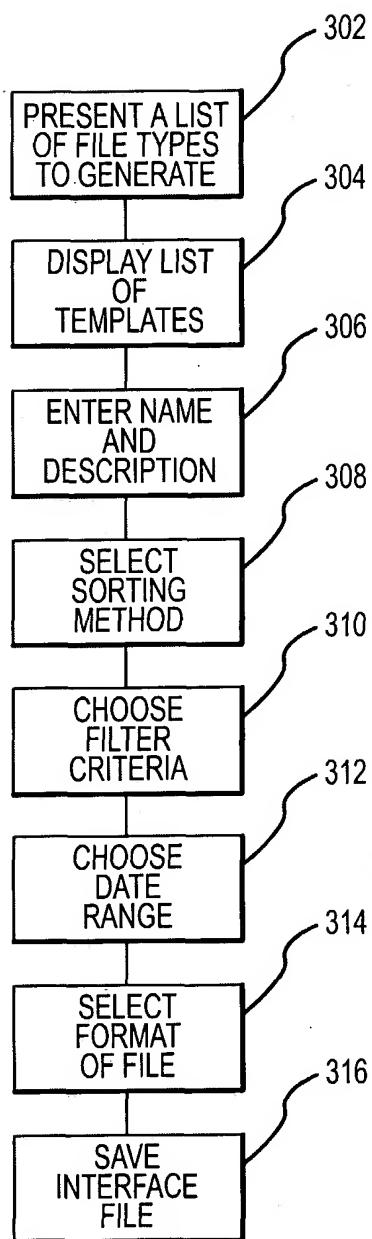 302
PRESENT A LIST
OF FILE TYPES
TO GENERATE
304
DISPLAY LIST
OF
TEMPLATES
306
ENTER NAME
AND
DESCRIPTION
308
SELECT
SORTING
METHOD
310
CHOOSE
FILTER
CRITERIA
312
CHOOSE
DATE
RANGE
314
SELECT
FORMAT
OF FILE
316
SAVE
INTERFACE
FILE